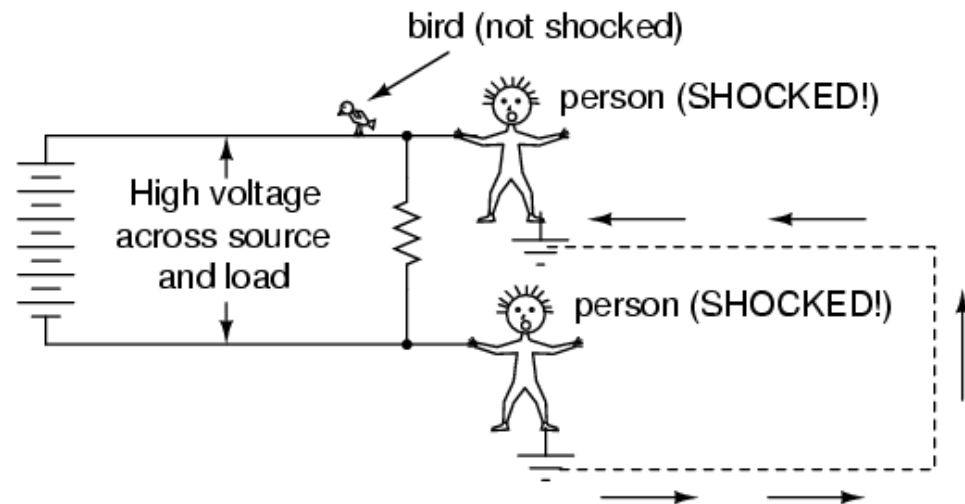 bird (not shocked)
person (SHOCKED!)
High voltage
across source
and load
person (SHOCKED!)